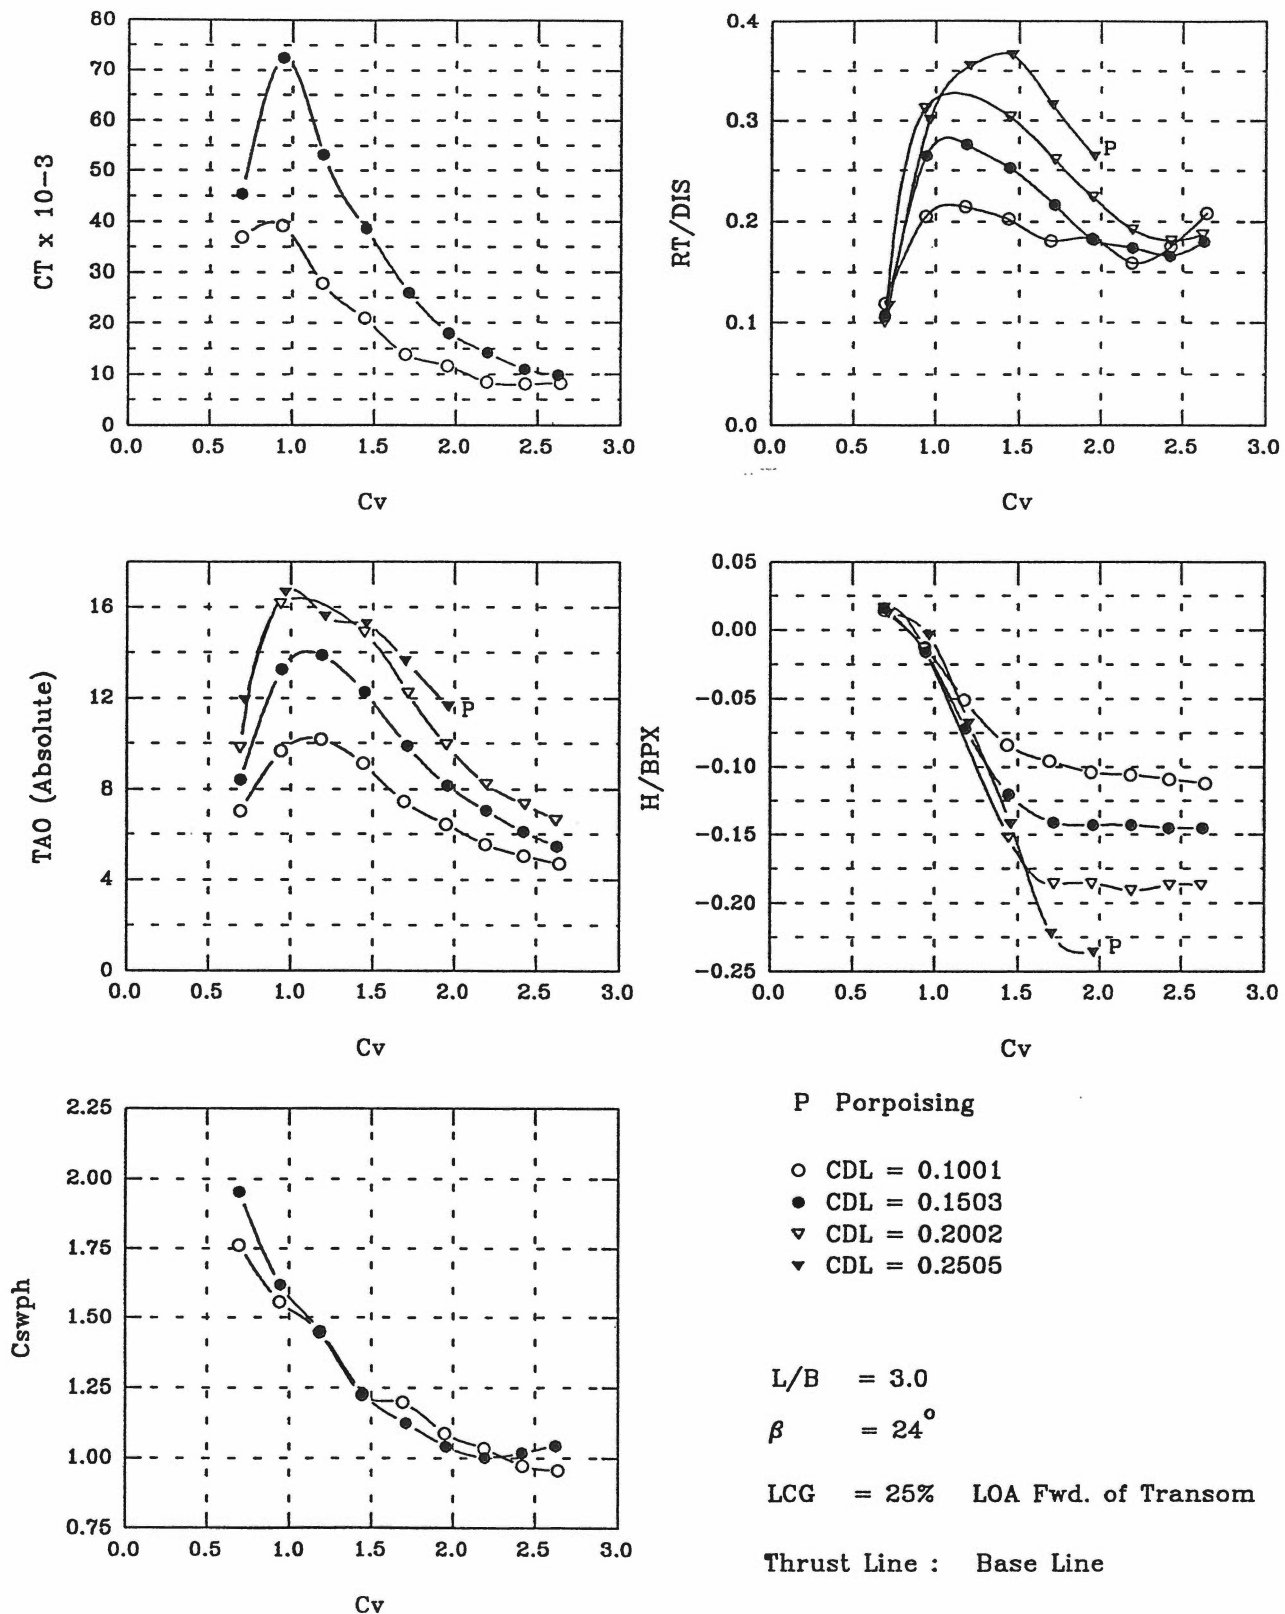 80
70
60
50
40
30
20
10
0
CT x 10-3
0.0 0.5 1.0 1.5 2.0 2.5 3.0
Cv
0.4
0.3
0.2
0.1
0.0
RT/DIS
P
0.0 0.5 1.0 1.5 2.0 2.5 3.0
Cv
16
12
8
4
0
TAO (Absolute)
P
0.0 0.5 1.0 1.5 2.0 2.5 3.0
Cv
0.05
0.00
-0.05
-0.10
-0.15
-0.20
-0.25
H/BPX
P
0.0 0.5 1.0 1.5 2.0 2.5 3.0
Cv
2.25
2.00
1.75
1.50
1.25
1.00
0.75
Cswph
0.0 0.5 1.0 1.5 2.0 2.5 3.0
Cv
P Porpoising
CDL = 0.1001
CDL = 0.1503
CDL = 0.2002
CDL = 0.2505
L/B = 3.0
β = 24°
LCG = 25% LOA Fwd. of Transom
Thrust Line : Base Line